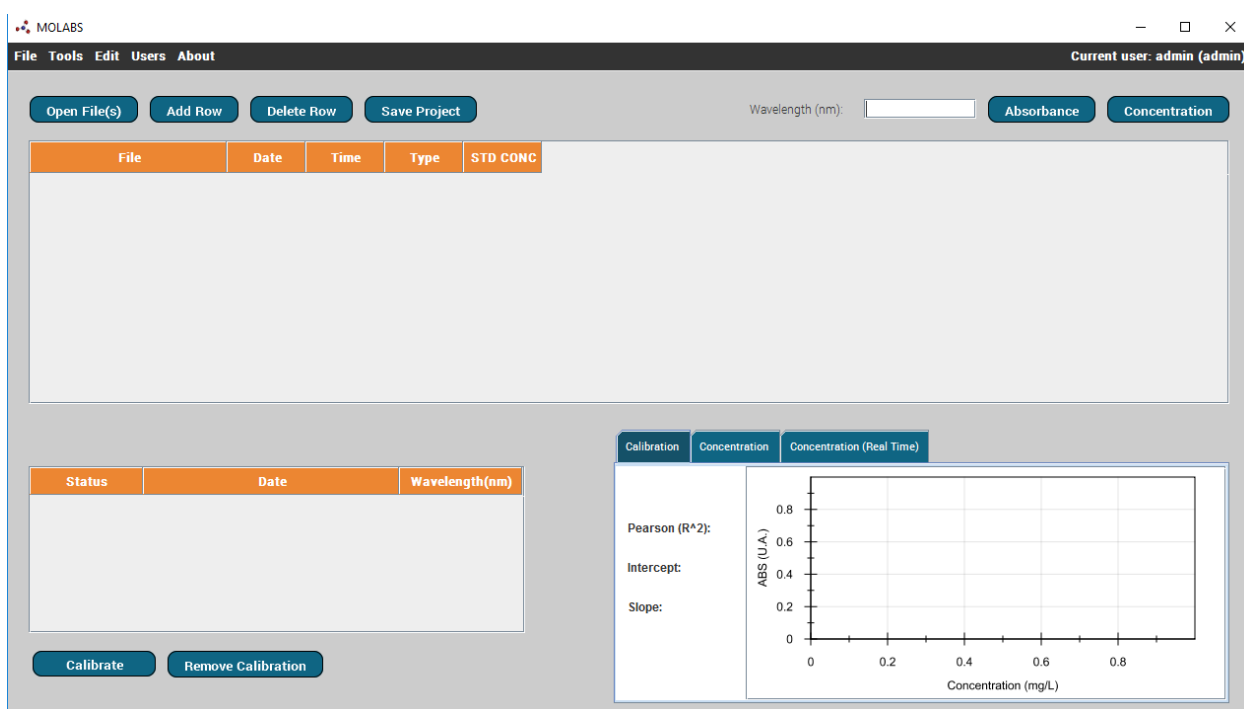 MOLABS
File Tools Edit Users About Current user: admin (admin)
Open File(s) Add Row Delete Row Save Project Wavelength (nm): Absorbance Concentration
File Date Time Type STD CONC
Calibration Concentration Concentration (Real Time)
Status Date Wavelength(nm)
Pearson (R^2):
Intercept:
Slope:
ABS (U.A.)
0.8
0.6
0.4
0.2
0
0 0.2 0.4 0.6 0.8
Concentration (mg/L)
Calibrate Remove Calibration